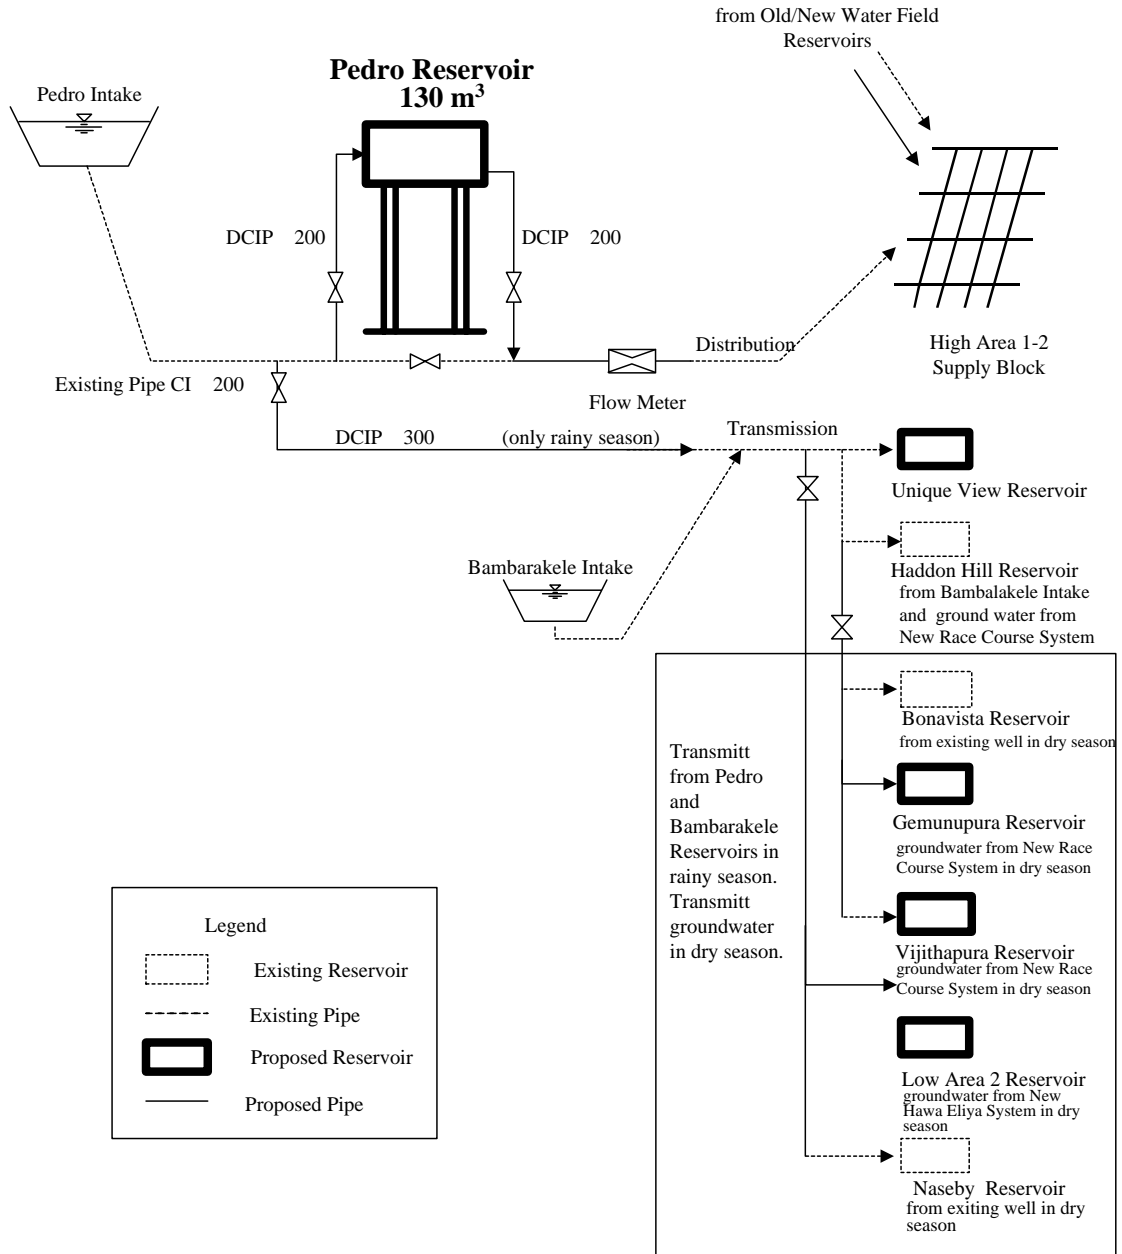 from Old/New Water Field
Reservoirs
Pedro Reservoir
130 m³
Pedro Intake
DCIP 200
DCIP 200
Distribution
High Area 1-2
Supply Block
Existing Pipe CI 200
Flow Meter
DCIP 300 (only rainy season)
Transmission
Unique View Reservoir
Bambarakele Intake
Haddon Hill Reservoir
from Bambalakele Intake
and ground water from
New Race Course System
Bonavista Reservoir
from existing well in dry season
Transmitt
from Pedro
and
Bambarakele
Reservoirs in
rainy season.
Transmitt
groundwater
in dry season.
Gemunupura Reservoir
groundwater from New Race
Course System in dry season
Vijithapura Reservoir
groundwater from New Race
Course System in dry season
Low Area 2 Reservoir
groundwater from New
Hawa Eliya System in dry
season
Naseby Reservoir
from exiting well in dry
season
Legend
Existing Reservoir
Existing Pipe
Proposed Reservoir
Proposed Pipe